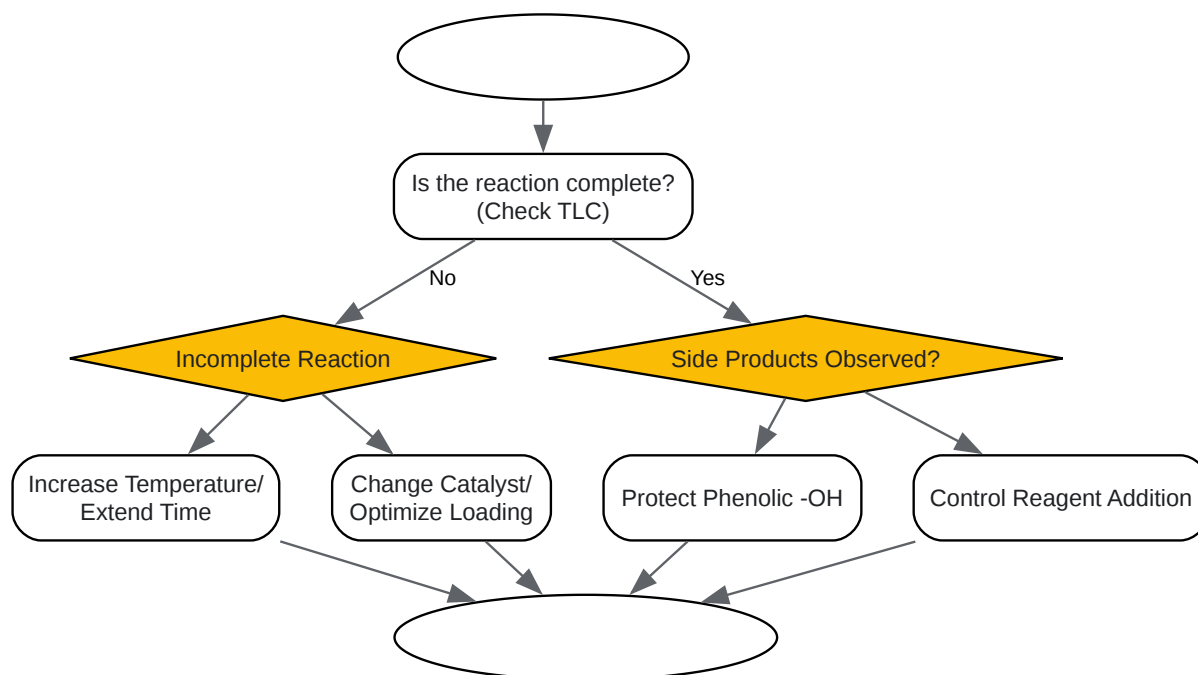 Is the reaction complete?
(Check TLC)
No
Yes
Incomplete Reaction
Side Products Observed?
Increase Temperature/
Extend Time
Change Catalyst/
Optimize Loading
Protect Phenolic -OH
Control Reagent Addition